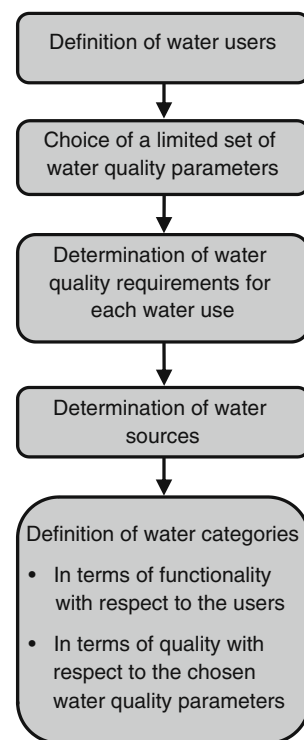 Definition of water users
Choice of a limited set of
water quality parameters
Determination of water
quality requirements for
each water use
Determination of water
sources
Definition of water categories
• In terms of functionality
with respect to the users
• In terms of quality with
respect to the chosen
water quality parameters